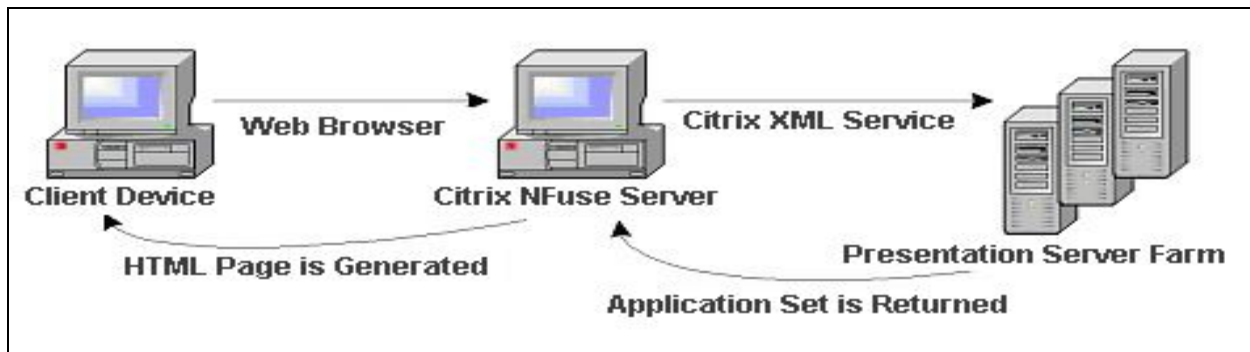 Web Browser
Citrix XML Service
Client Device
Citrix NFuse Server
Presentation Server Farm
HTML Page is Generated
Application Set is Returned